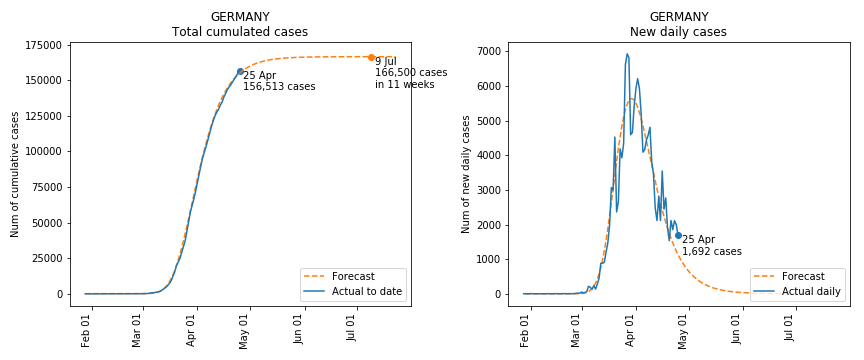 GERMANY
Total cumulated cases
Num of cumulative cases
175000
150000
125000
100000
75000
50000
25000
0
25 Apr
156,513 cases
9 Jul
166,500 cases
in 11 weeks
Forecast
Actual to date
Feb 01
Mar 01
Apr 01
May 01
Jun 01
Jul 01
GERMANY
New daily cases
Num of new daily cases
7000
6000
5000
4000
3000
2000
1000
0
25 Apr
1,692 cases
Forecast
Actual daily
Feb 01
Mar 01
Apr 01
May 01
Jun 01
Jul 01